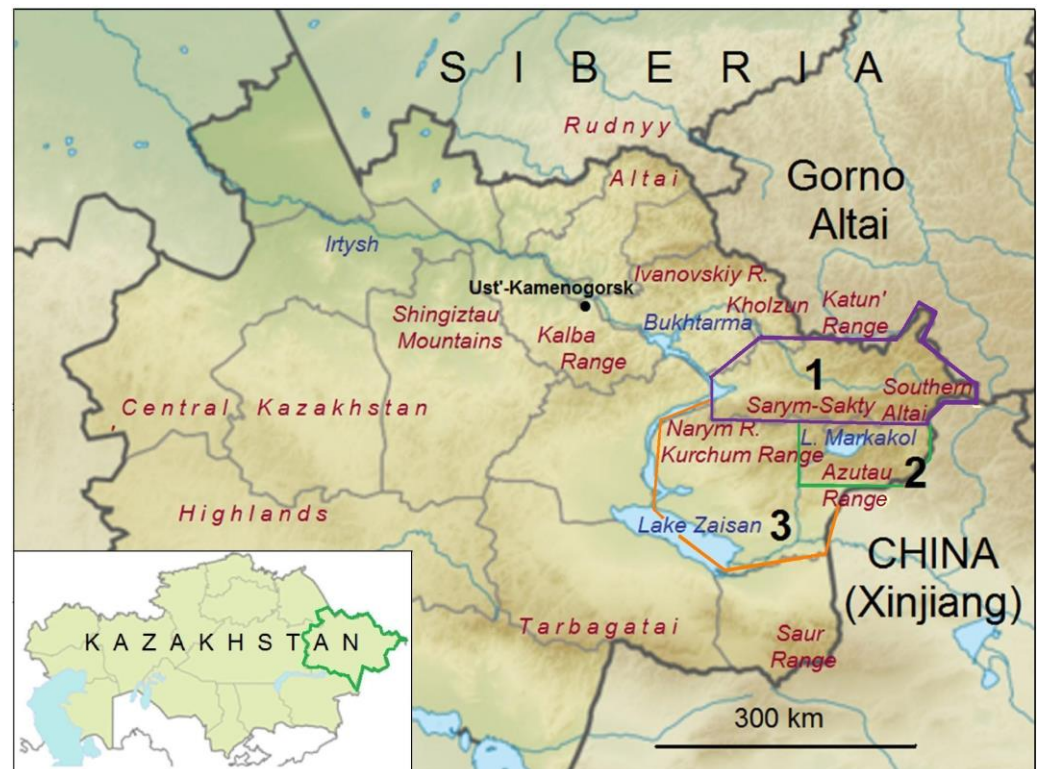 S I B E R I A
Rudnyy
Altai
Gorno
Altai
Irtysh
Ivanovskiy R.
Ust'-Kamenogorsk
Kholzun
Katun'
Range
Shingiztau
Mountains
Bukhtarma
Kalba
Range
1
Southern
Altai
Sarym-Sakty
Central Kazakhstan
Narym R.
L. Markakol
Kurchum Range
Azutau
Range
2
Highlands
Lake Zaisan
3
CHINA
(Xinjiang)
Tarbagatai
Saur
Range
KAZAKHSTAN
300 km